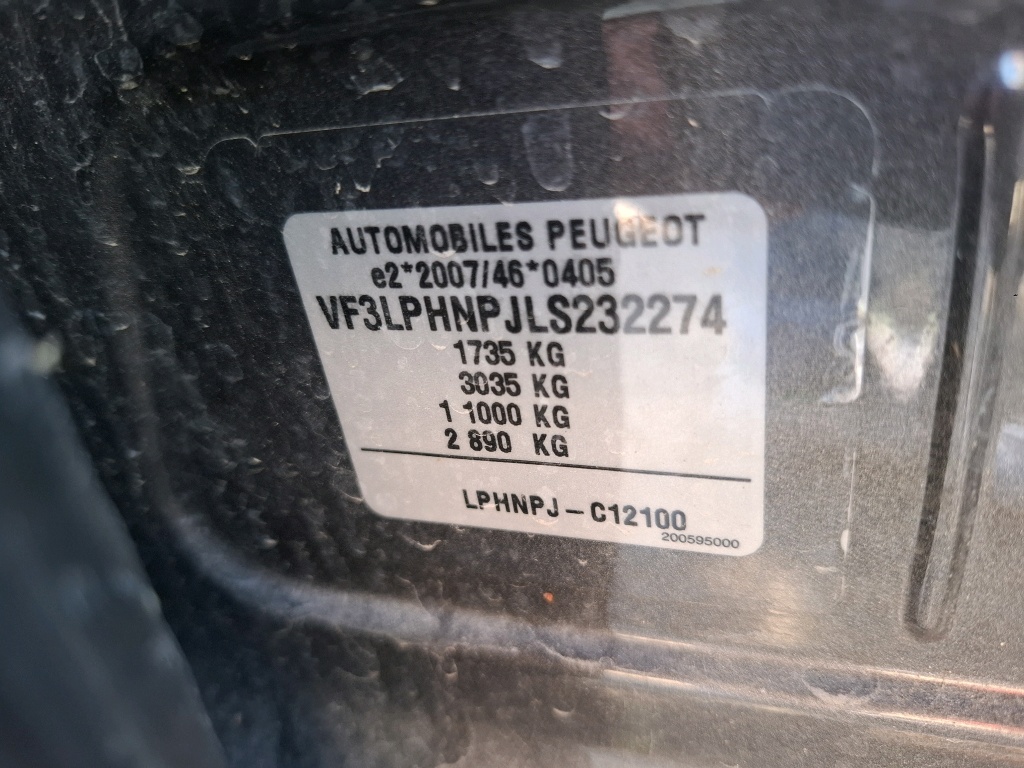 AUTOMOBILES PEUGEOT
e2*2007/46*0405
VF3LPHNPJLS232274
1735 KG
3035 KG
1 1000 KG
2 890 KG
LPHNPJ – C12100
200595000